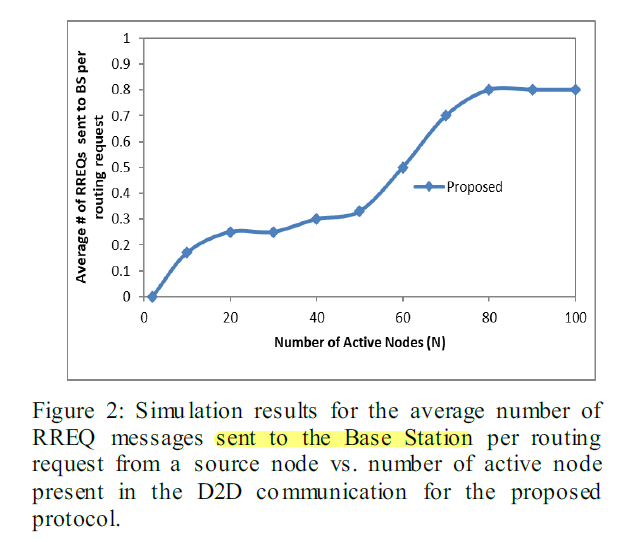 1
0.9
0.8
0.7
0.6
0.5
0.4
0.3
0.2
0.1
0
Average # of RREQs sent to BS per
routing request
Proposed
0 20 40 60 80 100
Number of Active Nodes (N)
Figure 2: Simulation results for the average number of
RREQ messages sent to the Base Station per routing
request from a source node vs. number of active node
present in the D2D communication for the proposed
protocol.